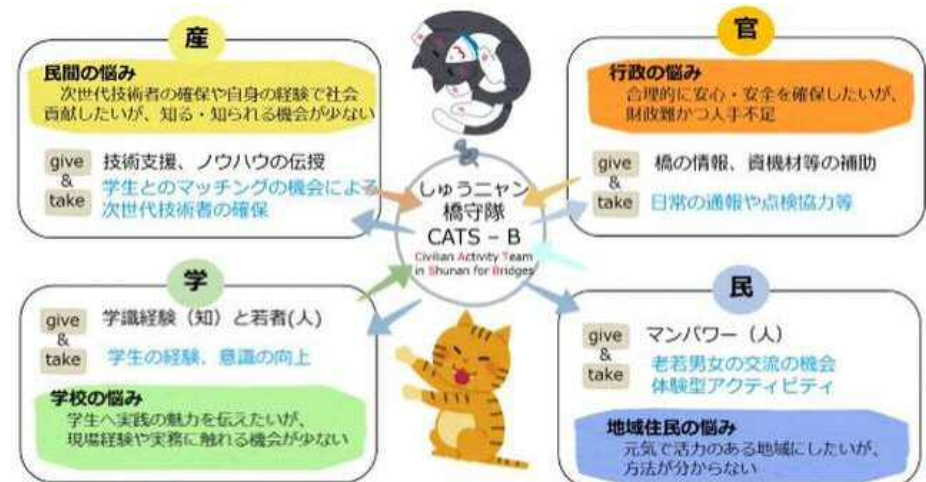 産
民間の悩み
次世代技術者の確保や自身の経験で社会
貢献したいが、知る・知られる機会が少ない
give
&
take
技術支援、ノウハウの伝授
学生とのマッチングの機会による
次世代技術者の確保
官
行政の悩み
合理的に安心・安全を確保したいが、
財政難かつ人手不足
give
&
take
橋の情報、資機材等の補助
日常の通報や点検協力等
しゅうニャン
橋守隊
CATS – B
Civilian Activity Team
in Shunan for Bridges
学
give
&
take
学識経験（知）と若者(人)
学生の経験、意識の向上
学校の悩み
学生へ実践の魅力を伝えたいが、
現場経験や実務に触れる機会が少ない
民
give
&
take
マンパワー（人）
老若男女の交流の機会
体験型アクティビティ
地域住民の悩み
元気で活力のある地域にしたいが、
方法が分からない